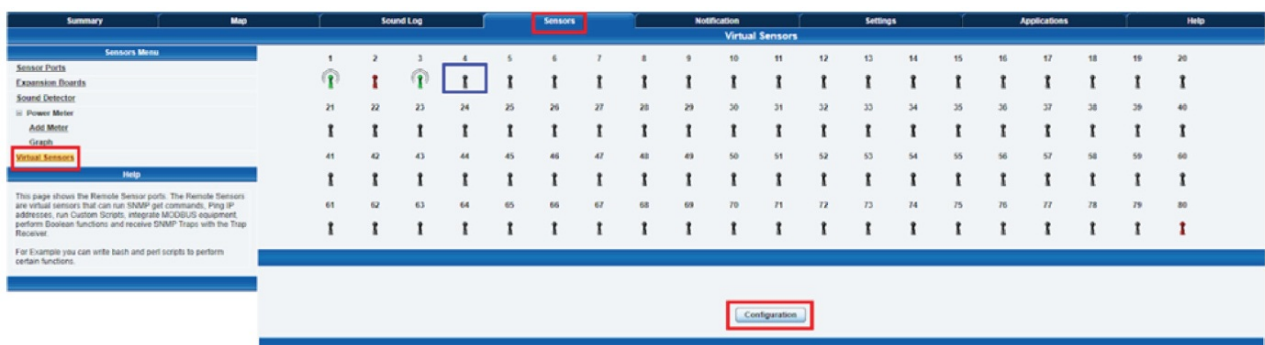 Summary Map Sound Log Sensors Notification Settings Applications Help
Virtual Sensors
Sensors Menu
Sensor Ports
Expansion Boards
Sound Detector
Power Meter
Add Meter
Graph
Virtual Sensors
Help
This page shows the Remote Sensor ports. The Remote Sensors
are virtual sensors that can run SNMP get commands, Ping IP
addresses, run Custom Scripts, integrate MODBUS equipment,
perform Boolean functions and receive SNMP Traps with the Trap
Receiver.
For Example you can write bash and perl scripts to perform
certain functions.
1 2 3 4 5 6 7 8 9 10 11 12 13 14 15 16 17 18 19 20
21 22 23 24 25 26 27 28 29 30 31 32 33 34 35 36 37 38 39 40
41 42 43 44 45 46 47 48 49 50 51 52 53 54 55 56 57 58 59 60
61 62 63 64 65 66 67 68 69 70 71 72 73 74 75 76 77 78 79 80
Configuration